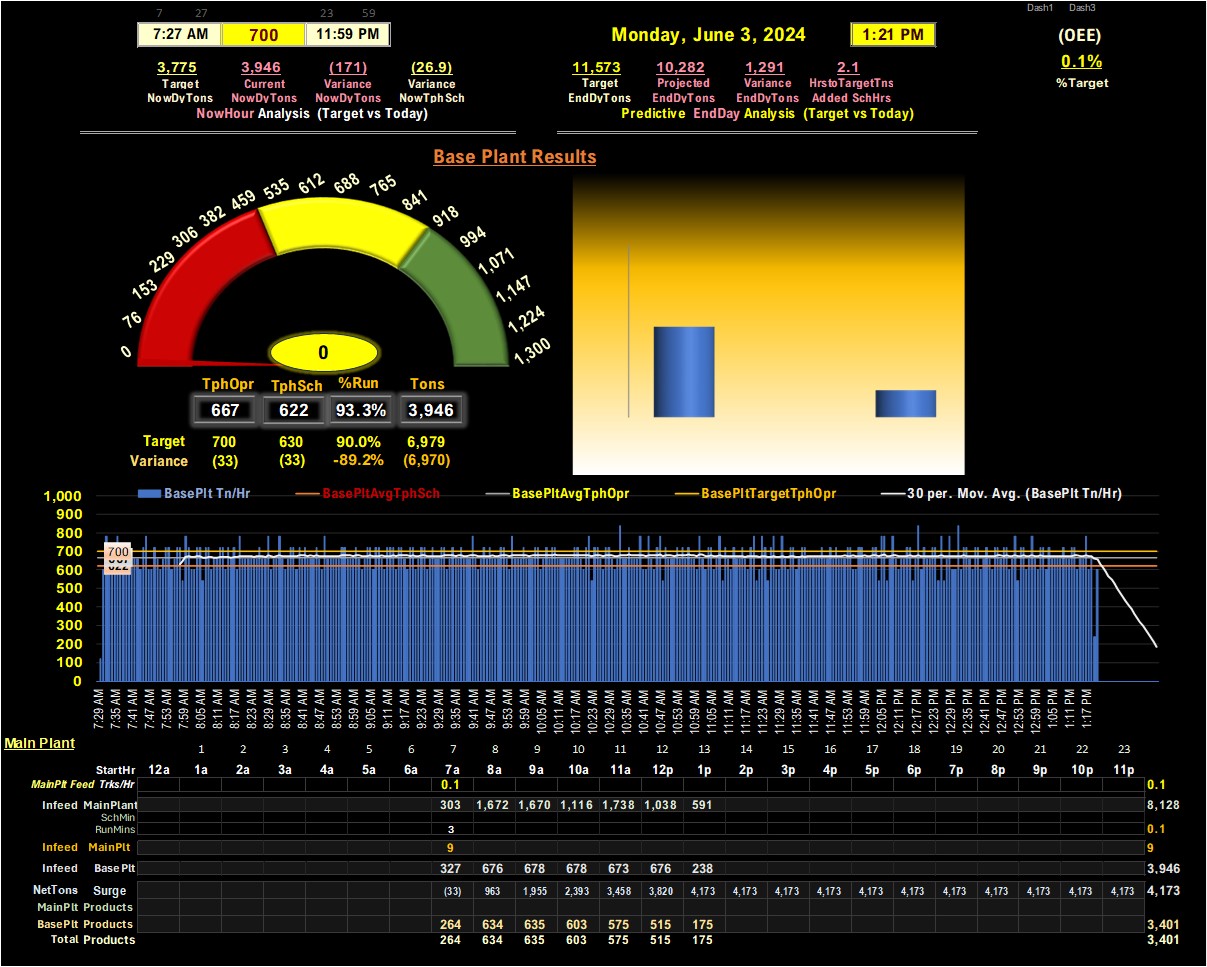 7 27 23 59 Dash1 Dash3
7:27 AM 700 11:59 PM Monday, June 3, 2024 1:21 PM (OEE)
3,775 3,946 (171) (26.9) 11,573 10,282 1,291 2.1 0.1%
Target Current Variance Variance Target Projected Variance HrstoTargetTns %Target
NowDyTons NowDyTons NowDyTons NowTphSch EndDyTons EndDyTons EndDyTons Added SchHrs
NowHour Analysis (Target vs Today) Predictive EndDay Analysis (Target vs Today)
Base Plant Results
0 76 153 229 306 382 459 535 612 688 765 841 918 994 1,071 1,147 1,224 1,300
0
TphOpr TphSch %Run Tons
667 622 93.3% 3,946
Target 700 630 90.0% 6,979
Variance (33) (33) -89.2% (6,970)
BasePlt Tn/Hr BasePltAvgTphSch BasePltAvgTphOpr BasePltTargetTphOpr 30 per. Mov. Avg. (BasePlt Tn/Hr)
1,000
900
800
700
600
500
400
300
200
100
0
700
622
7:29 AM 7:35 AM 7:41 AM 7:47 AM 7:53 AM 7:59 AM 8:05 AM 8:11 AM 8:17 AM 8:23 AM 8:29 AM 8:35 AM 8:41 AM 8:47 AM 8:53 AM 8:59 AM 9:05 AM 9:11 AM 9:17 AM 9:23 AM 9:29 AM 9:35 AM 9:41 AM 9:47 AM 9:53 AM 9:59 AM 10:05 AM 10:11 AM 10:17 AM 10:23 AM 10:29 AM 10:35 AM 10:41 AM 10:47 AM 10:53 AM 10:59 AM 11:05 AM 11:11 AM 11:17 AM 11:23 AM 11:29 AM 11:35 AM 11:41 AM 11:47 AM 11:53 AM 11:59 AM 12:05 PM 12:11 PM 12:17 PM 12:23 PM 12:29 PM 12:35 PM 12:41 PM 12:47 PM 12:53 PM 12:59 PM 1:05 PM 1:11 PM 1:17 PM
Main Plant
1 2 3 4 5 6 7 8 9 10 11 12 13 14 15 16 17 18 19 20 21 22 23
StartHr 12a 1a 2a 3a 4a 5a 6a 7a 8a 9a 10a 11a 12p 1p 2p 3p 4p 5p 6p 7p 8p 9p 10p 11p
MainPlt Feed Trks/Hr 0.1 0.1
Infeed MainPlant 303 1,672 1,670 1,116 1,738 1,038 591 8,128
SchMin
RunMins 3 0.1
Infeed MainPlt 9 9
Infeed BasePlt 327 676 678 678 673 676 238 3,946
NetTons Surge (33) 963 1,955 2,393 3,458 3,820 4,173 4,173 4,173 4,173 4,173 4,173 4,173 4,173 4,173 4,173 4,173 4,173
MainPlt Products
BasePlt Products 264 634 635 603 575 515 175 3,401
Total Products 264 634 635 603 575 515 175 3,401